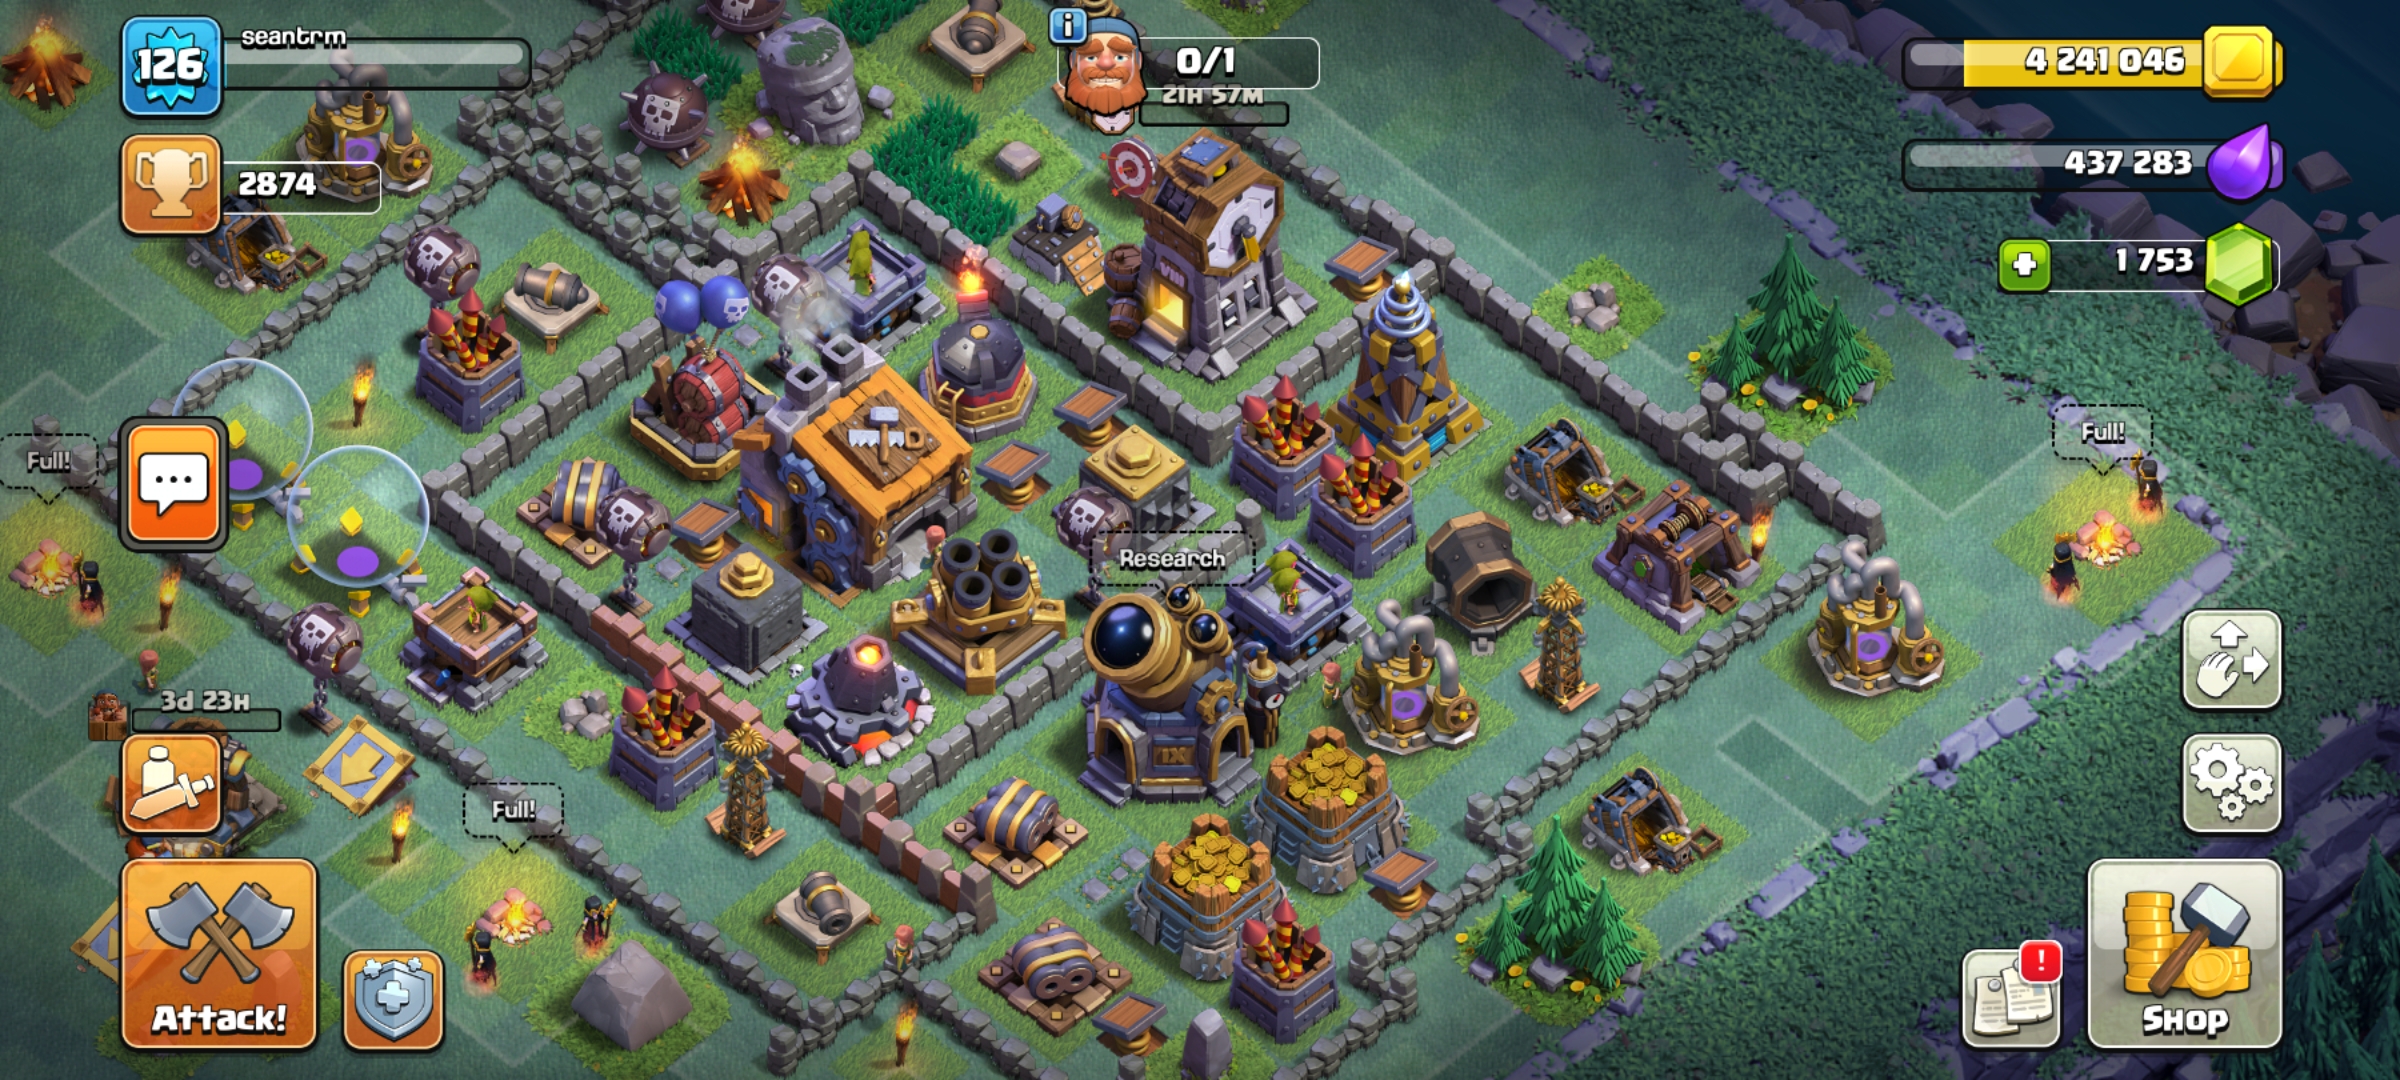 seantrm
126
i
0/1
21H 57M
4 241 046
2874
437 283
1 753
VIII
Full!
Full!
Research
3d 23H
IX
Full!
Attack!
!
Shop